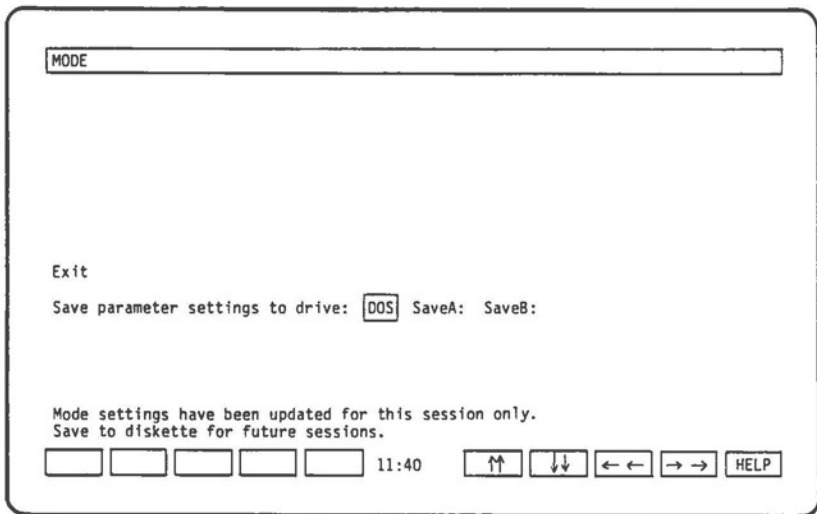 MODE
Exit
Save parameter settings to drive: DOS SaveA: SaveB:
Mode settings have been updated for this session only.
Save to diskette for future sessions.
11:40 ↑↑ ↓↓ ← ← → → HELP